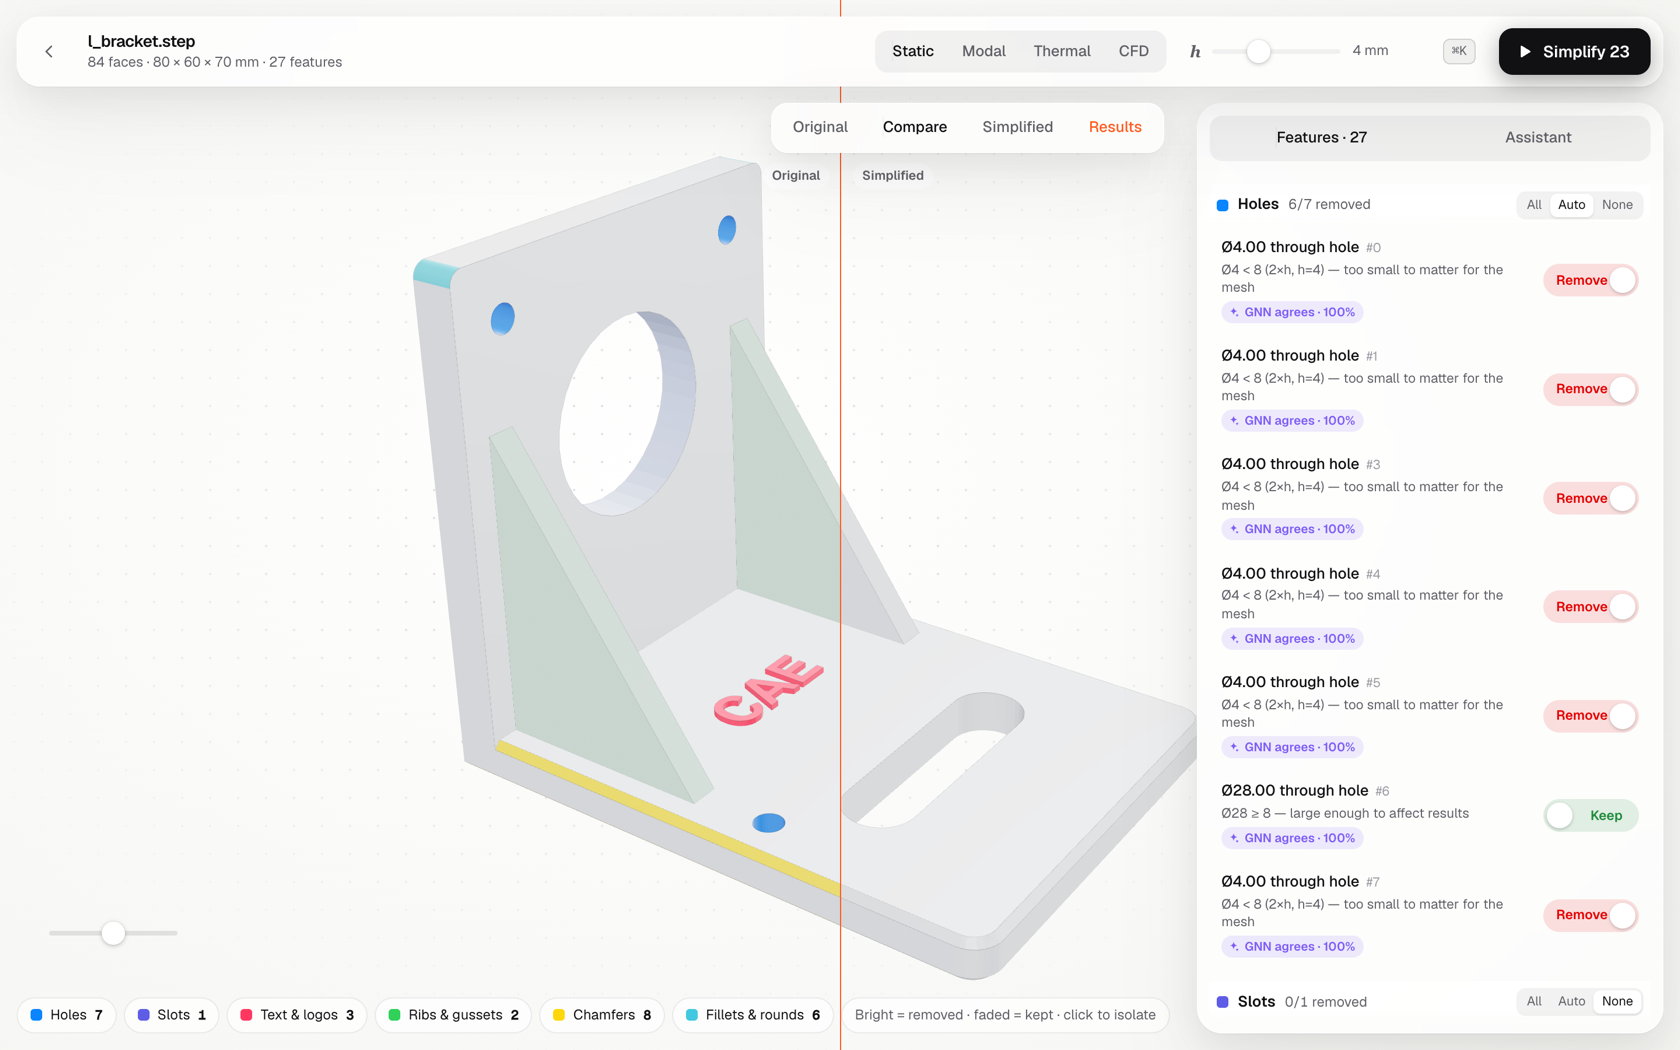 l_bracket.step
84 faces · 80 × 60 × 70 mm · 27 features
Static Modal Thermal CFD
h 4 mm
⌘K
Simplify 23
Original Compare Simplified Results
Original Simplified
CAE
Features · 27 Assistant
Holes 6/7 removed All Auto None
Ø4.00 through hole #0
Ø4 < 8 (2×h, h=4) — too small to matter for the
mesh
Remove
GNN agrees · 100%
Ø4.00 through hole #1
Ø4 < 8 (2×h, h=4) — too small to matter for the
mesh
Remove
GNN agrees · 100%
Ø4.00 through hole #3
Ø4 < 8 (2×h, h=4) — too small to matter for the
mesh
Remove
GNN agrees · 100%
Ø4.00 through hole #4
Ø4 < 8 (2×h, h=4) — too small to matter for the
mesh
Remove
GNN agrees · 100%
Ø4.00 through hole #5
Ø4 < 8 (2×h, h=4) — too small to matter for the
mesh
Remove
GNN agrees · 100%
Ø28.00 through hole #6
Ø28 ≥ 8 — large enough to affect results
Keep
GNN agrees · 100%
Ø4.00 through hole #7
Ø4 < 8 (2×h, h=4) — too small to matter for the
mesh
Remove
GNN agrees · 100%
Slots 0/1 removed All Auto None
Holes 7 Slots 1 Text & logos 3 Ribs & gussets 2 Chamfers 8 Fillets & rounds 6
Bright = removed · faded = kept · click to isolate